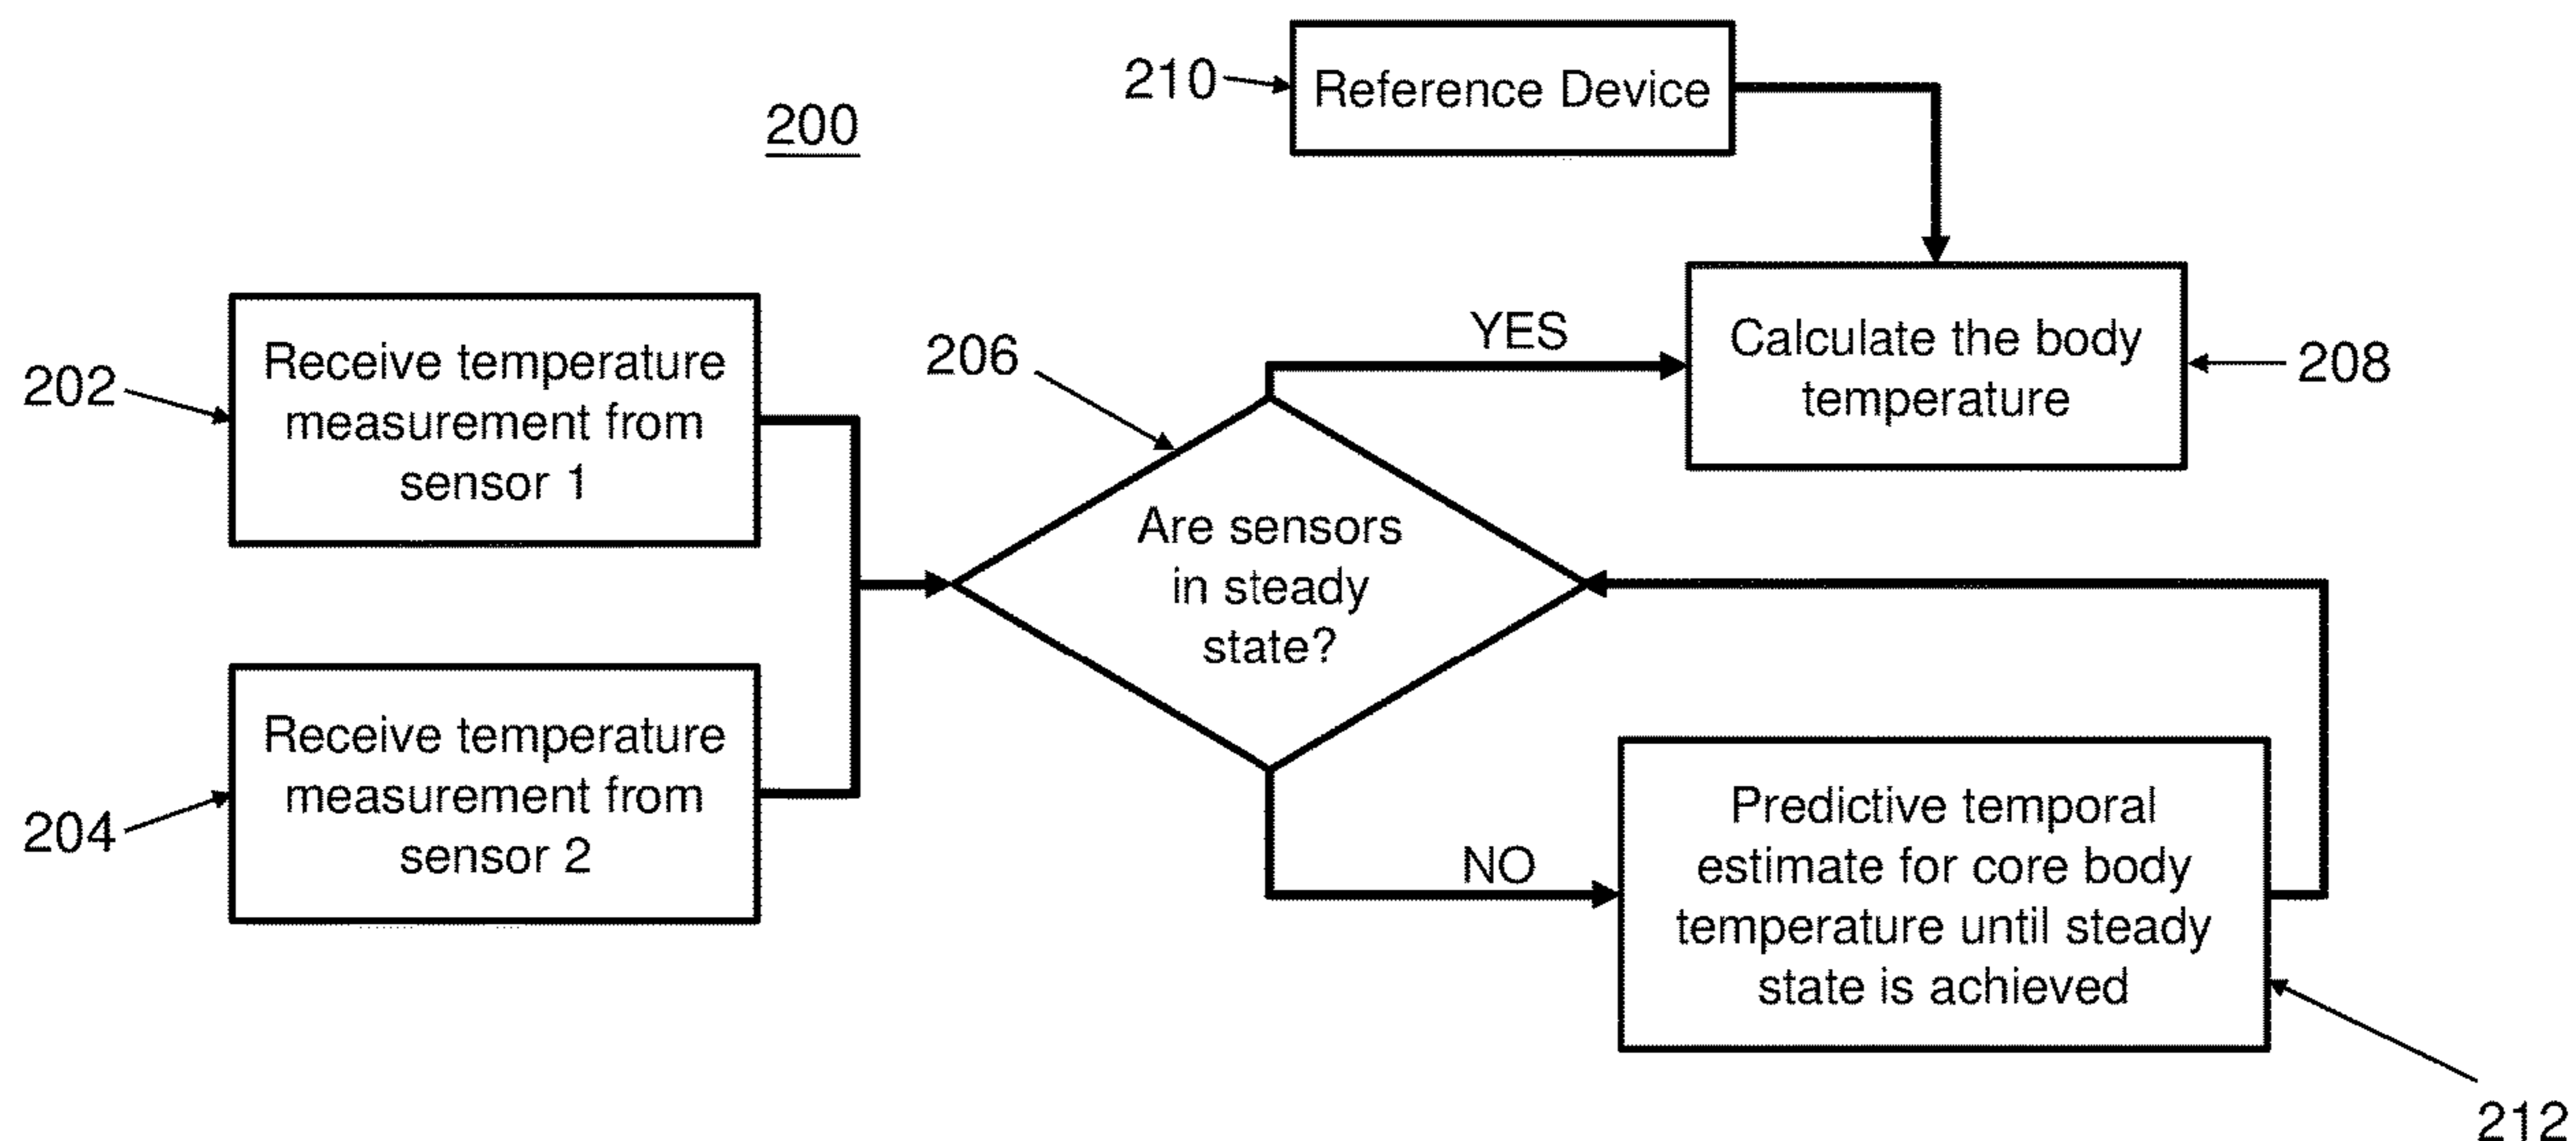 200
210
Reference Device
202
Receive temperature
measurement from
sensor 1
204
Receive temperature
measurement from
sensor 2
206
Are sensors
in steady
state?
YES
Calculate the body
temperature
208
NO
Predictive temporal
estimate for core body
temperature until steady
state is achieved
212